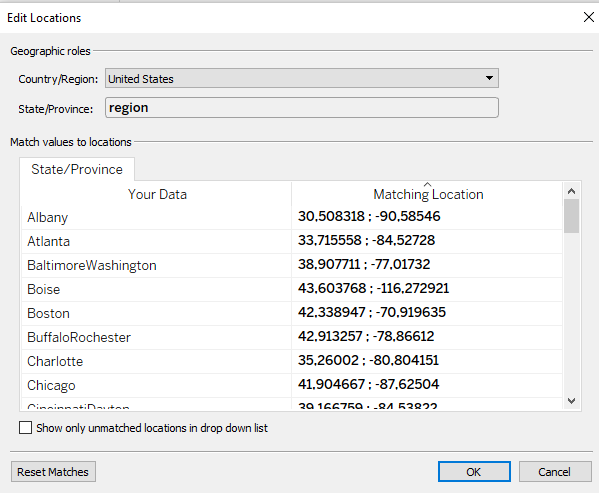 Edit Locations
Geographic roles
Country/Region: United States
State/Province: region
Match values to locations
State/Province
Your Data Matching Location
Albany 30,508318 ; -90,58546
Atlanta 33,715558 ; -84,52728
BaltimoreWashington 38,907711 ; -77,01732
Boise 43,603768 ; -116,272921
Boston 42,338947 ; -70,919635
BuffaloRochester 42,913257 ; -78,86612
Charlotte 35,26002 ; -80,804151
Chicago 41,904667 ; -87,62504
CincinnatiDayton 39,166759 ; -84,53822
Show only unmatched locations in drop down list
Reset Matches OK Cancel